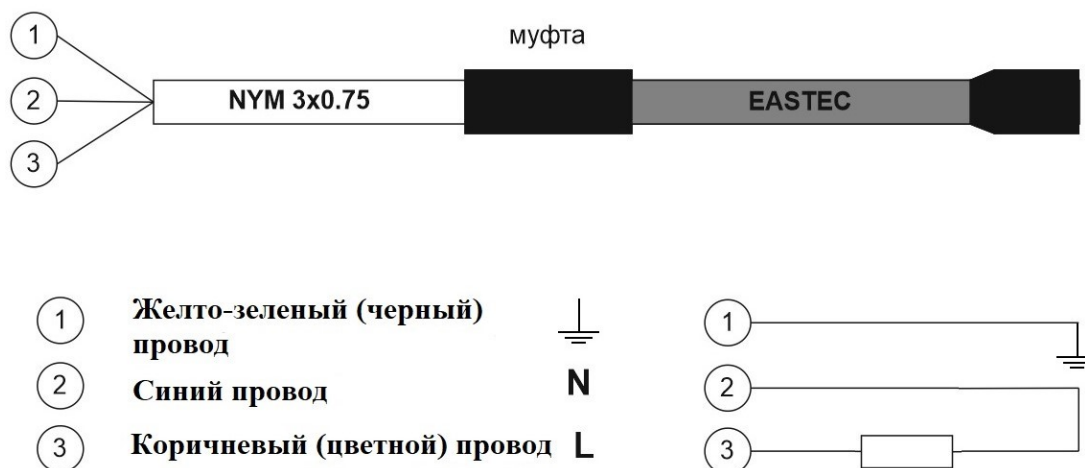 1
муфта
2
NYM 3x0.75
EASTEC
3
1
Желто-зеленый (черный)
провод
2
Синий провод
N
3
Коричневый (цветной) провод
L
1
2
3